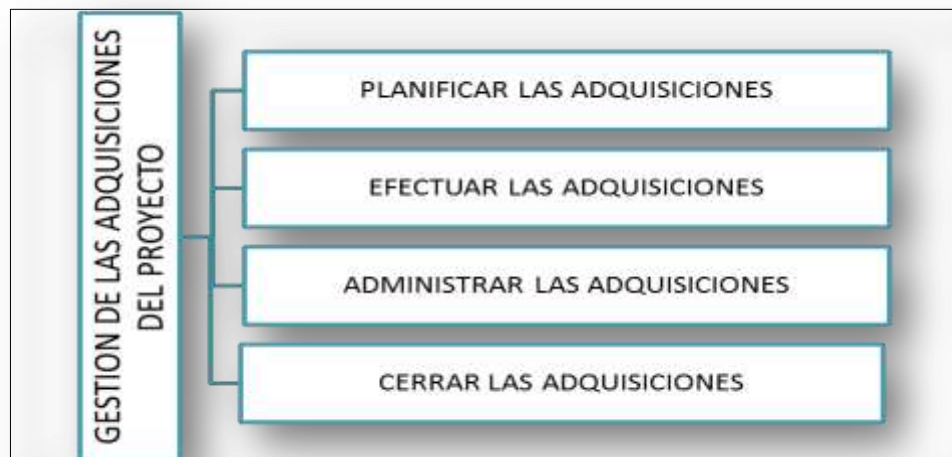 GESTION DE LAS ADQUISICIONES
DEL PROYECTO
PLANIFICAR LAS ADQUISICIONES
EFECTUAR LAS ADQUISICIONES
ADMINISTRAR LAS ADQUISICIONES
CERRAR LAS ADQUISICIONES